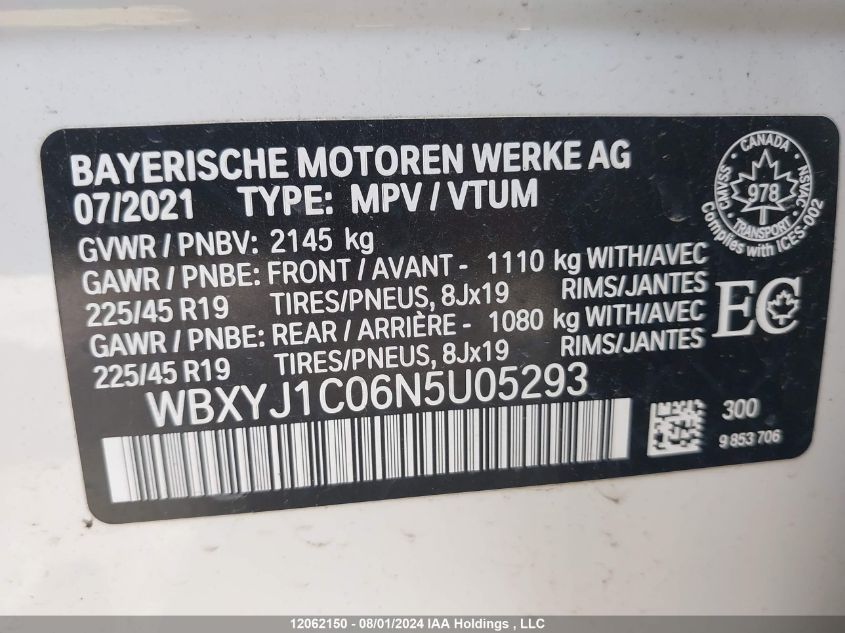 BAYERISCHE MOTOREN WERKE AG
07/2021 TYPE: MPV / VTUM
GVWR / PNBV: 2145 kg
GAWR / PNBE: FRONT / AVANT - 1110 kg WITH/AVEC
225/45 R19 TIRES/PNEUS, 8Jx19 RIMS/JANTES
GAWR / PNBE: REAR / ARRIÈRE - 1080 kg WITH/AVEC
225/45 R19 TIRES/PNEUS, 8Jx19 RIMS/JANTES
WBXYJ1C06N5U05293
CANADA
CMVSS
NSVAC
978
TRANSPORT
Complies with ICES-002
EC
300
9 853 706
12062150 - 08/01/2024 IAA Holdings , LLC